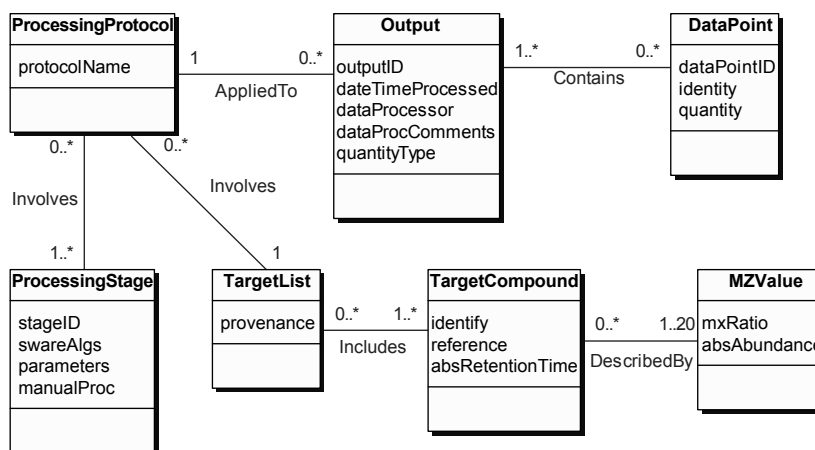 ProcessingProtocol
protocolName
1
0..*
AppliedTo
Output
outputID
dateTimeProcessed
dataProcessor
dataProcComments
quantityType
1..*
0..*
Contains
DataPoint
dataPointID
identity
quantity
0..*
Involves
1..*
0..*
Involves
1
ProcessingStage
stageID
swareAlgs
parameters
manualProc
TargetList
provenance
0..*
1..*
Includes
TargetCompound
identify
reference
absRetentionTime
0..*
1..20
DescribedBy
MZValue
mxRatio
absAbundance